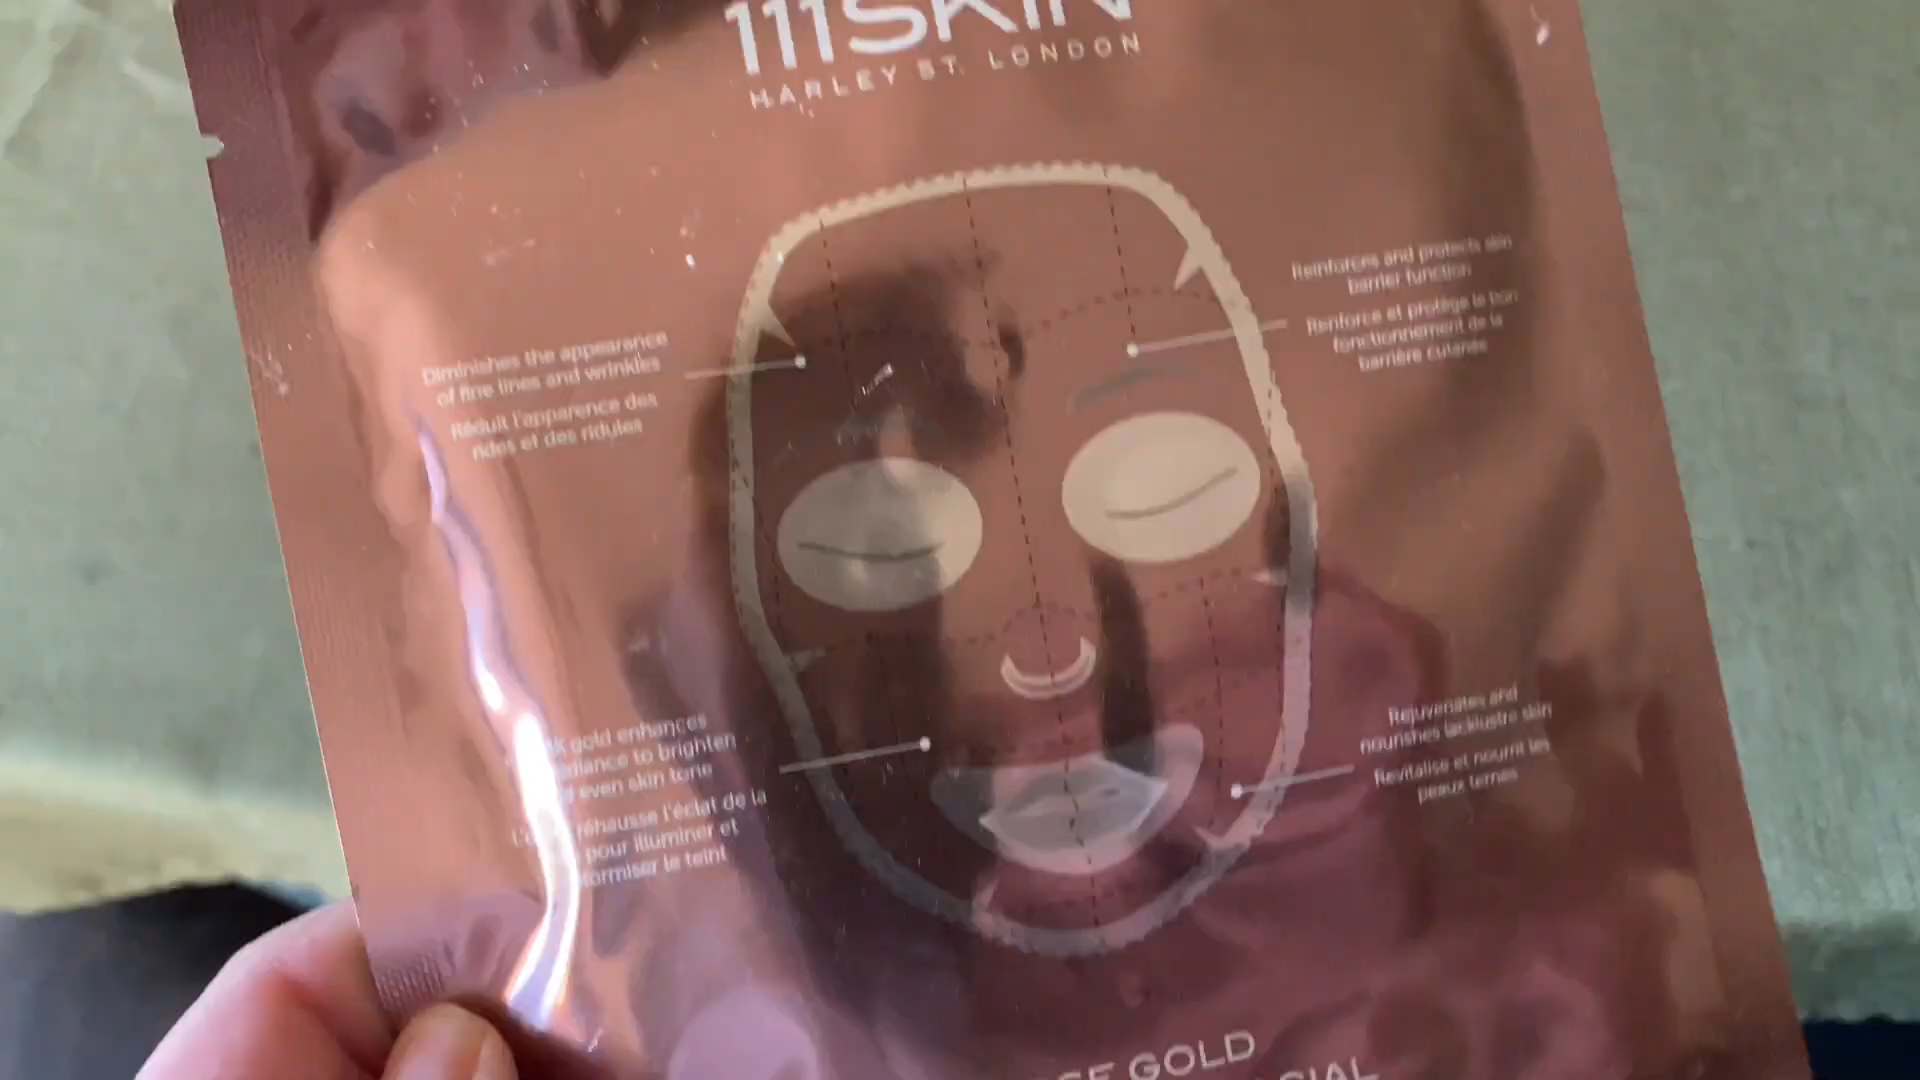 111SKIN
HARLEY ST. LONDON
Diminishes the appearance
of fine lines and wrinkles
Réduit l'apparence des
rides et des ridules
Reinforces and protects skin
barrier function
Renforce et protège le bon
fonctionnement de la
barrière cutanée
gold enhances
to brighten
even skin tone
réhausse l'éclat de la
pour illuminer et
le teint
Rejuvenates and
nourishes lacklustre skin
Revitalise et nourrit les
peaux ternes
GOLD